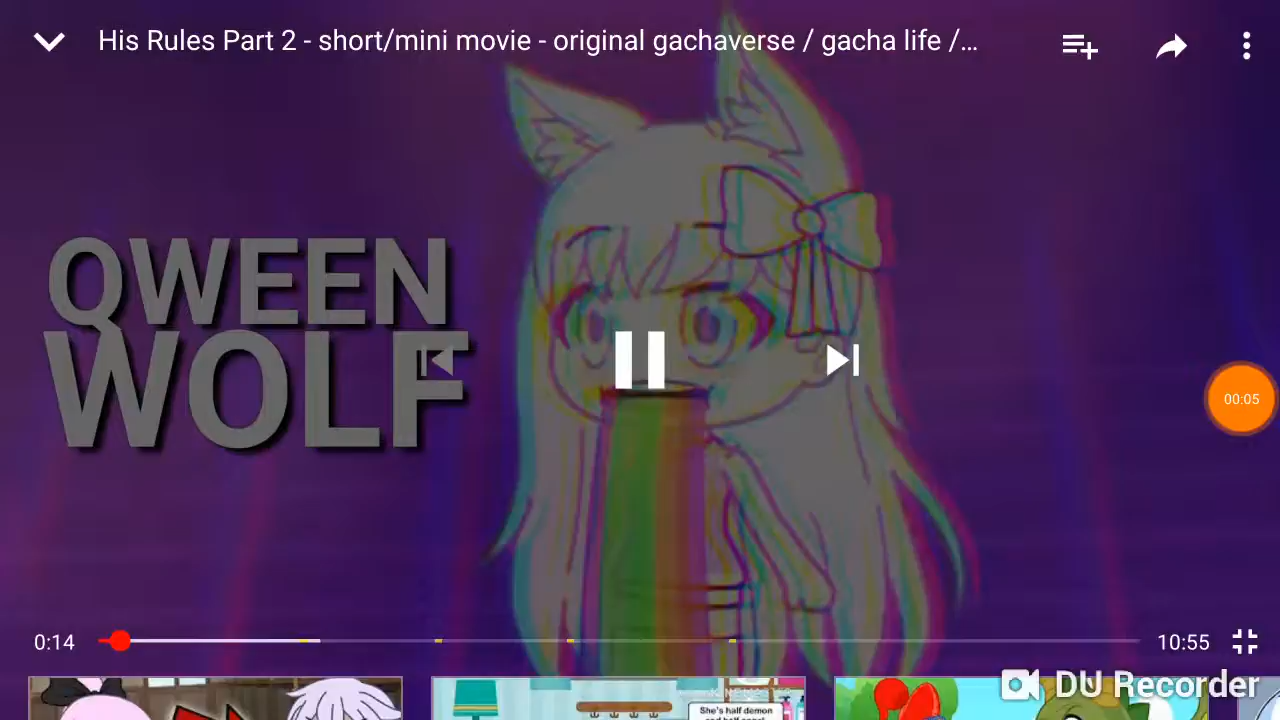 His Rules Part 2 - short/mini movie - original gachaverse / gacha life /...
QWEEN
WOLF
00:05
0:14
10:55
She's half demon
DU Recorder